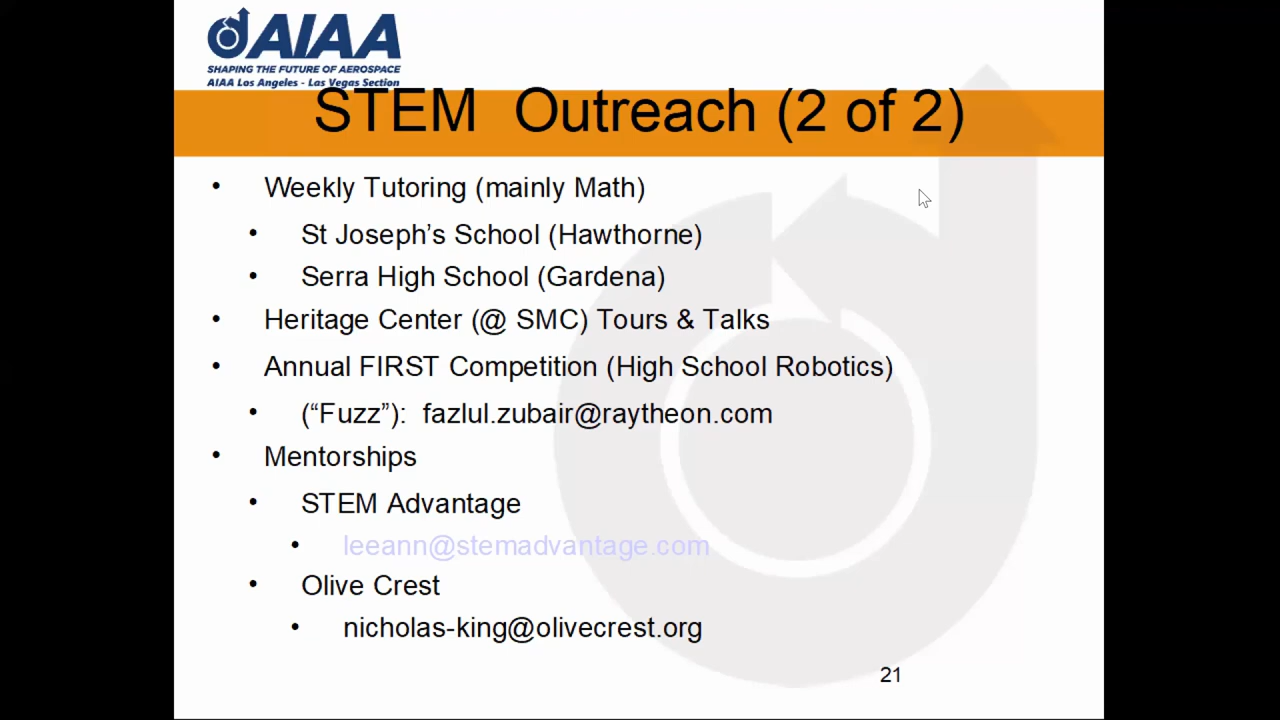 AIAA
SHAPING THE FUTURE OF AEROSPACE
AIAA Los Angeles - Las Vegas Section
STEM Outreach (2 of 2)
• Weekly Tutoring (mainly Math)
• St Joseph’s School (Hawthorne)
• Serra High School (Gardena)
• Heritage Center (@ SMC) Tours & Talks
• Annual FIRST Competition (High School Robotics)
• (“Fuzz”): fazlul.zubair@raytheon.com
• Mentorships
• STEM Advantage
• leeann@stemadvantage.com
• Olive Crest
• nicholas-king@olivecrest.org
21